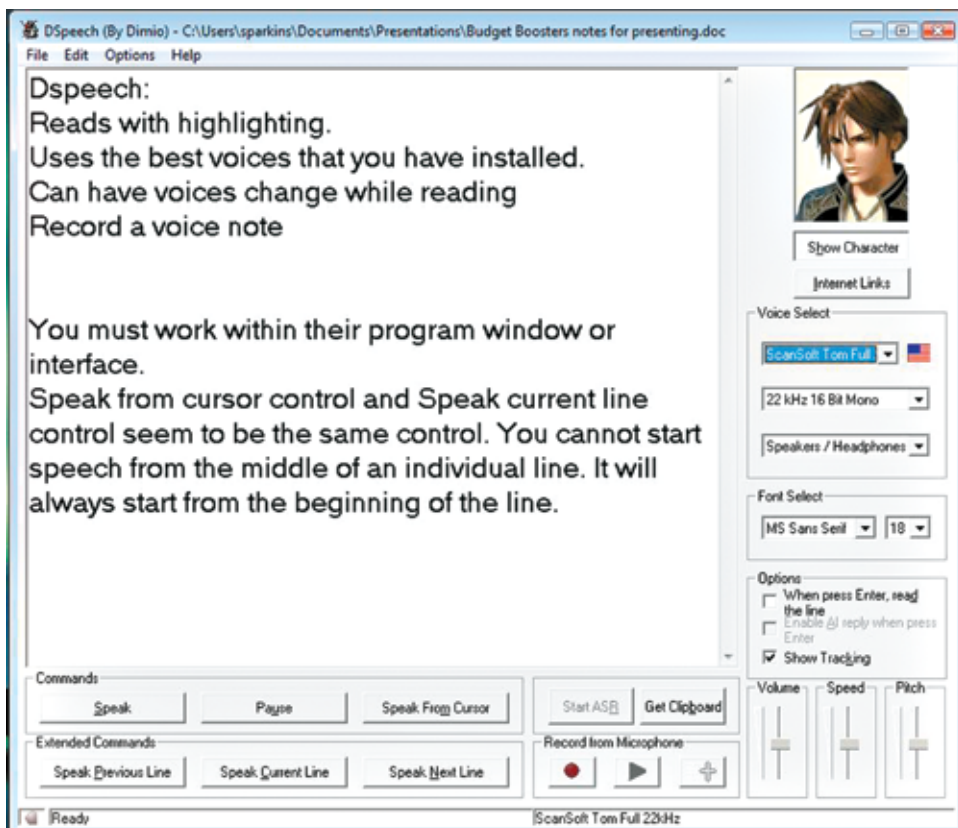 DSpeech (By Dimio) - C:\Users\sparkins\Documents\Presentations\Budget Boosters notes for presenting.doc
File Edit Options Help
Dspeech:
Reads with highlighting.
Uses the best voices that you have installed.
Can have voices change while reading
Record a voice note
You must work within their program window or
interface.
Speak from cursor control and Speak current line
control seem to be the same control. You cannot start
speech from the middle of an individual line. It will
always start from the beginning of the line.
Show Character
Internet Links
Voice Select
ScanSoft Tom Full
22 kHz 16 Bit Mono
Speakers / Headphones
Font Select
MS Sans Serif 18
Options
When press Enter, read
the line
Enable AI reply when press
Enter
Show Tracking
Commands
Speak Pause Speak From Cursor Start ASR Get Clipboard
Volume Speed Pitch
Extended Commands Record from Microphone
Speak Previous Line Speak Current Line Speak Next Line
Ready ScanSoft Tom Full 22kHz